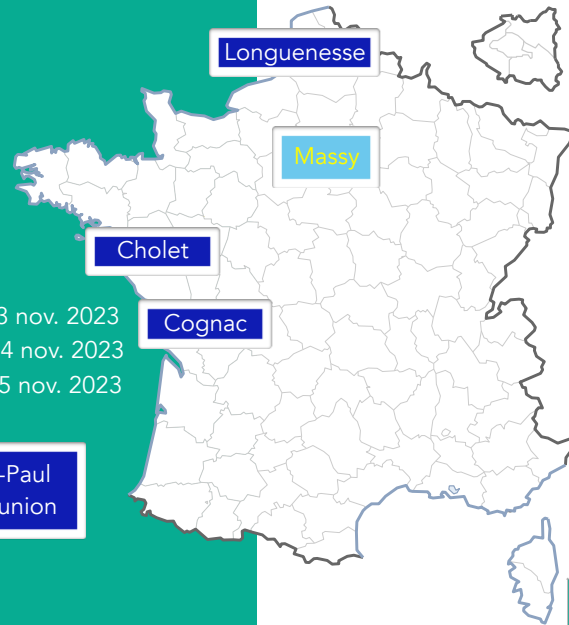 Longuenesse
Massy
Cholet
3 nov. 2023
Cognac
4 nov. 2023
5 nov. 2023
-Paul
union